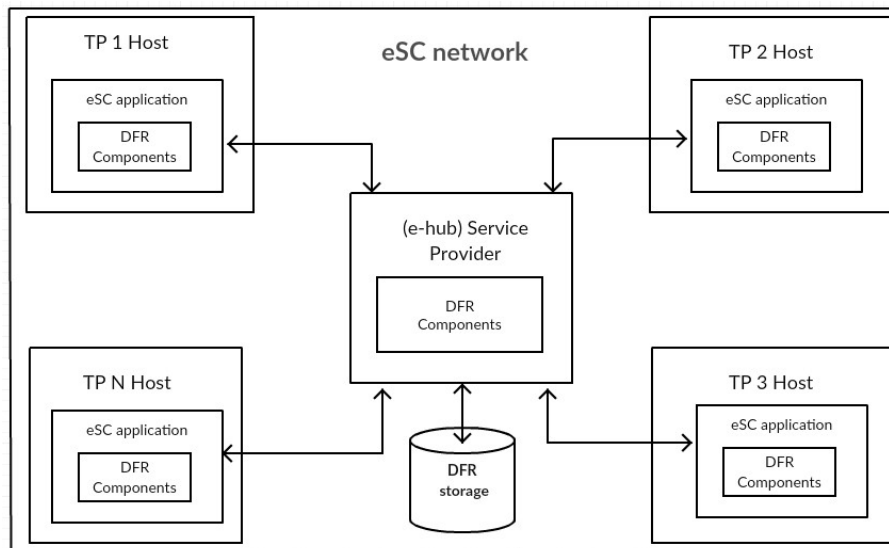 TP 1 Host
eSC application
DFR
Components
eSC network
TP 2 Host
eSC application
DFR
Components
(e-hub) Service
Provider
DFR
Components
TP N Host
eSC application
DFR
Components
DFR
storage
TP 3 Host
eSC application
DFR
Components